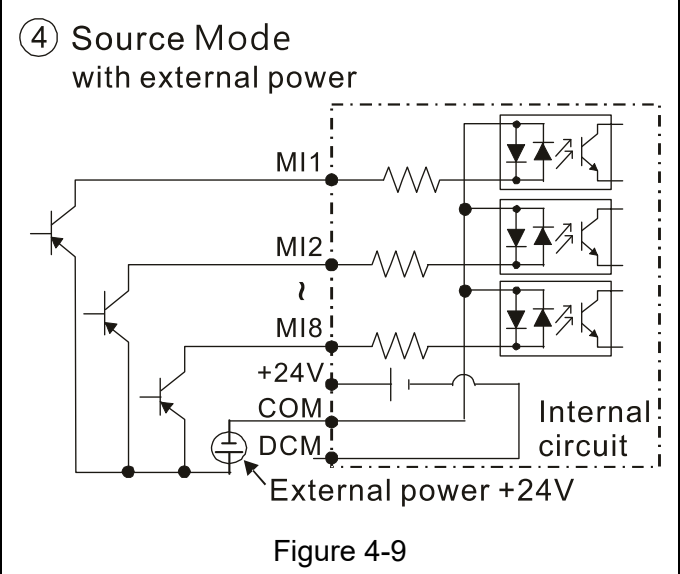 ④ Source Mode
with external power
MI1
MI2
~
MI8
+24V
COM
DCM
Internal
circuit
External power +24V
Figure 4-9